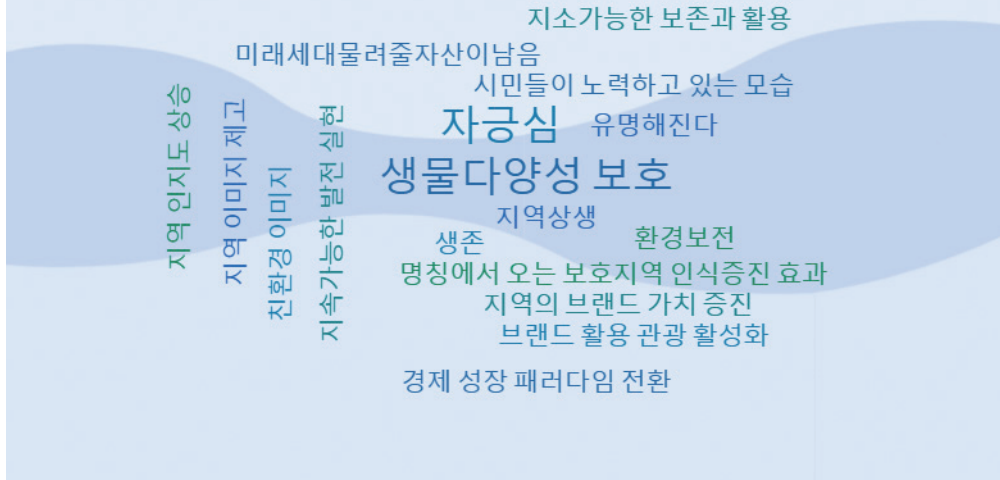 지소가능한 보존과 활용
미래세대물려줄자산이남음
시민들이 노력하고 있는 모습
자긍심
유명해진다
생물다양성 보호
지역상생
생존
환경보전
명칭에서 오는 보호지역 인식증진 효과
지역의 브랜드 가치 증진
브랜드 활용 관광 활성화
경제 성장 패러다임 전환
지역 인지도 상승
지역 이미지 제고
친환경 이미지
지속가능한 발전 실현